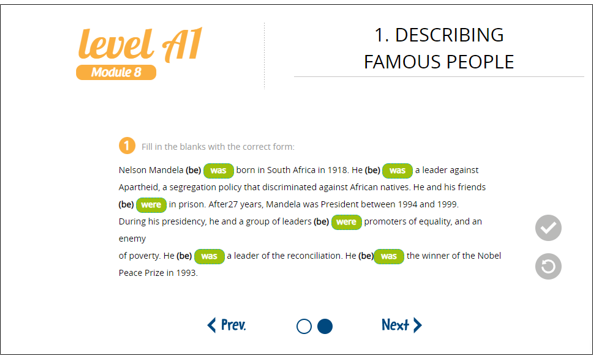 level A1
Module 8
1. DESCRIBING
FAMOUS PEOPLE
1 Fill in the blanks with the correct form:
Nelson Mandela (be) was born in South Africa in 1918. He (be) was a leader against
Apartheid, a segregation policy that discriminated against African natives. He and his friends
(be) were in prison. After27 years, Mandela was President between 1994 and 1999.
During his presidency, he and a group of leaders (be) were promoters of equality, and an
enemy
of poverty. He (be) was a leader of the reconciliation. He (be) was the winner of the Nobel
Peace Prize in 1993.
Prev. Next